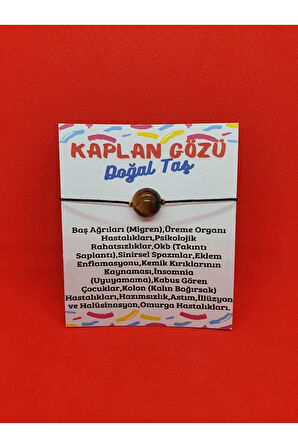 KAPLAN GÖZÜ
Doğal Taş
Baş Ağrıları (Migren),Üreme Organı
Hastalıkları,Psikolojik
Rahatsızlıklar,Okb (Takıntı
Saplantı),Sinirsel Spazmlar,Eklem
Enflamasyonu,Kemik Kırıklarının
Kaynaması,İnsomnia
(Uyuyamama),Kabus Gören
Çocuklar,Kolon (Kalın Bağırsak)
Hastalıkları,Hazımsızlık,Astım,İllüzyon
ve Halüsinasyon,Omurga Hastalıkları.